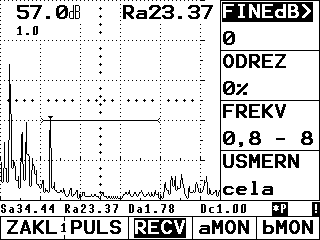 57.0dB Ra23.37
1.0
FINEdB>
0
ODREZ
0%
FREKV
0,8 - 8
USMERN
cela
Sa34.44 Ra23.37 Da1.78 Dc1.00 *P !
ZAKL1 PULS RECV aMON bMON